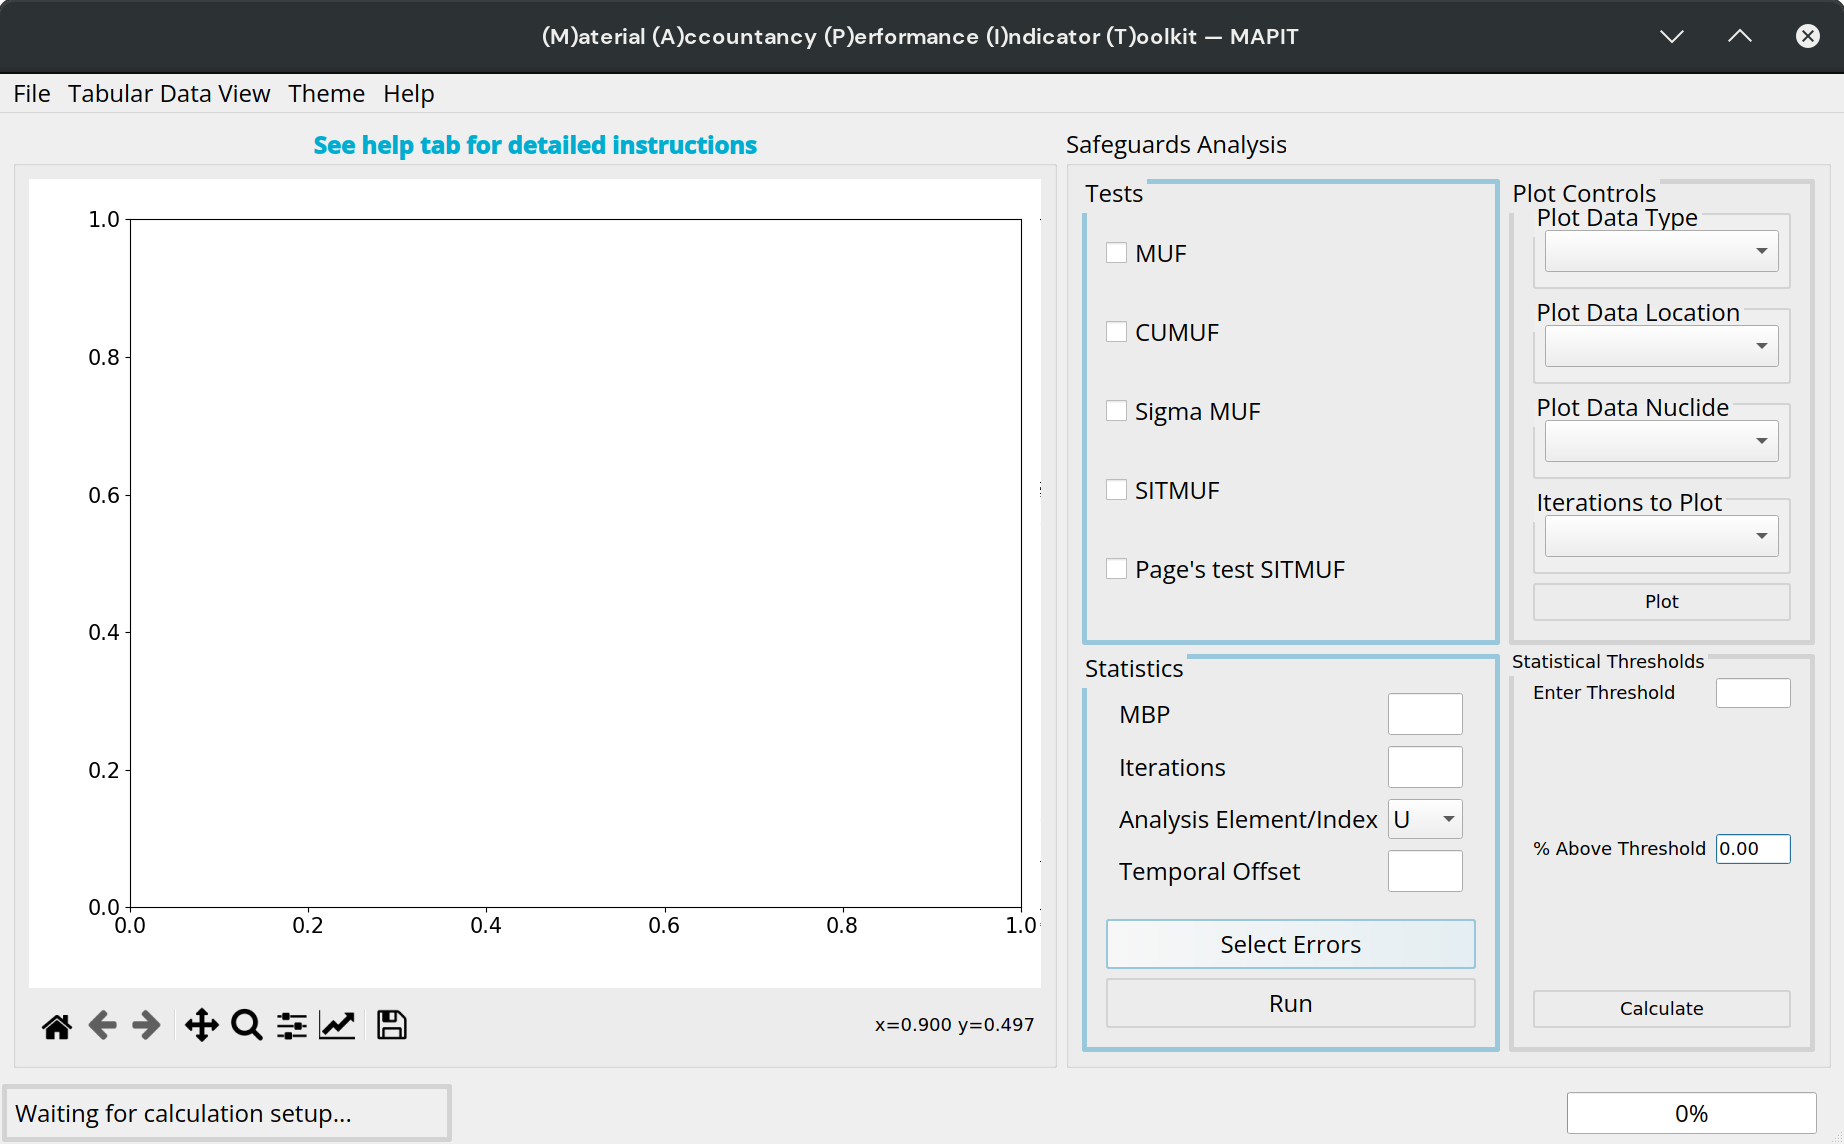 (M)aterial (A)ccountancy (P)erformance (I)ndicator (T)oolkit — MAPIT
File Tabular Data View Theme Help
See help tab for detailed instructions
1.0
0.8
0.6
0.4
0.2
0.0
0.0 0.2 0.4 0.6 0.8 1.0
x=0.900 y=0.497
Safeguards Analysis
Tests
MUF
CUMUF
Sigma MUF
SITMUF
Page's test SITMUF
Plot Controls
Plot Data Type
Plot Data Location
Plot Data Nuclide
Iterations to Plot
Plot
Statistics
MBP
Iterations
Analysis Element/Index U
Temporal Offset
Select Errors
Run
Statistical Thresholds
Enter Threshold
% Above Threshold 0.00
Calculate
Waiting for calculation setup...
0%